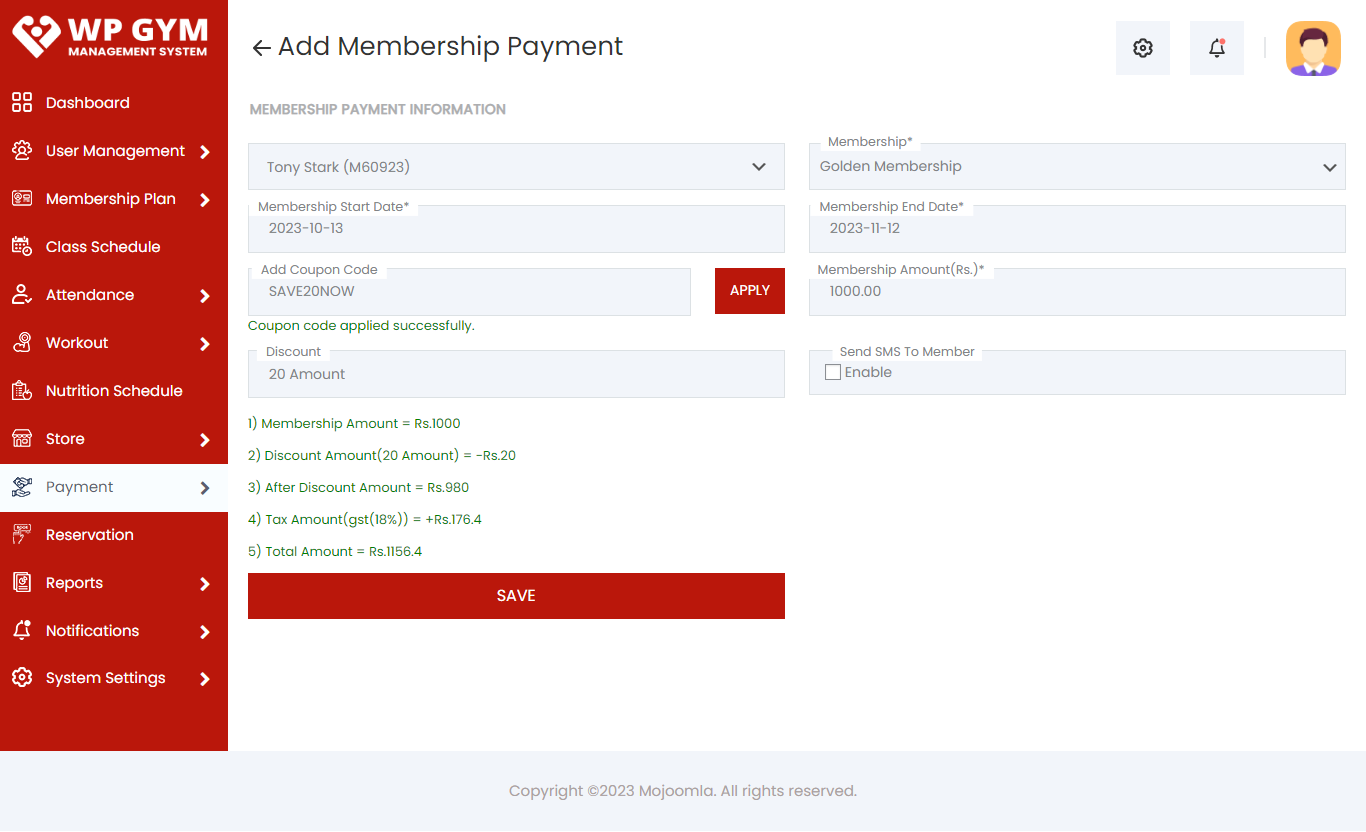 WP GYM
MANAGEMENT SYSTEM
Dashboard
User Management
Membership Plan
Class Schedule
Attendance
Workout
Nutrition Schedule
Store
Payment
Reservation
Reports
Notifications
System Settings
Add Membership Payment
MEMBERSHIP PAYMENT INFORMATION
Tony Stark (M60923)
Membership*
Golden Membership
Membership Start Date*
2023-10-13
Membership End Date*
2023-11-12
Add Coupon Code
SAVE20NOW
APPLY
Membership Amount(Rs.)*
1000.00
Coupon code applied successfully.
Discount
20 Amount
Send SMS To Member
Enable
1) Membership Amount = Rs.1000
2) Discount Amount(20 Amount) = -Rs.20
3) After Discount Amount = Rs.980
4) Tax Amount(gst(18%)) = +Rs.176.4
5) Total Amount = Rs.1156.4
SAVE
Copyright ©2023 Mojoomla. All rights reserved.